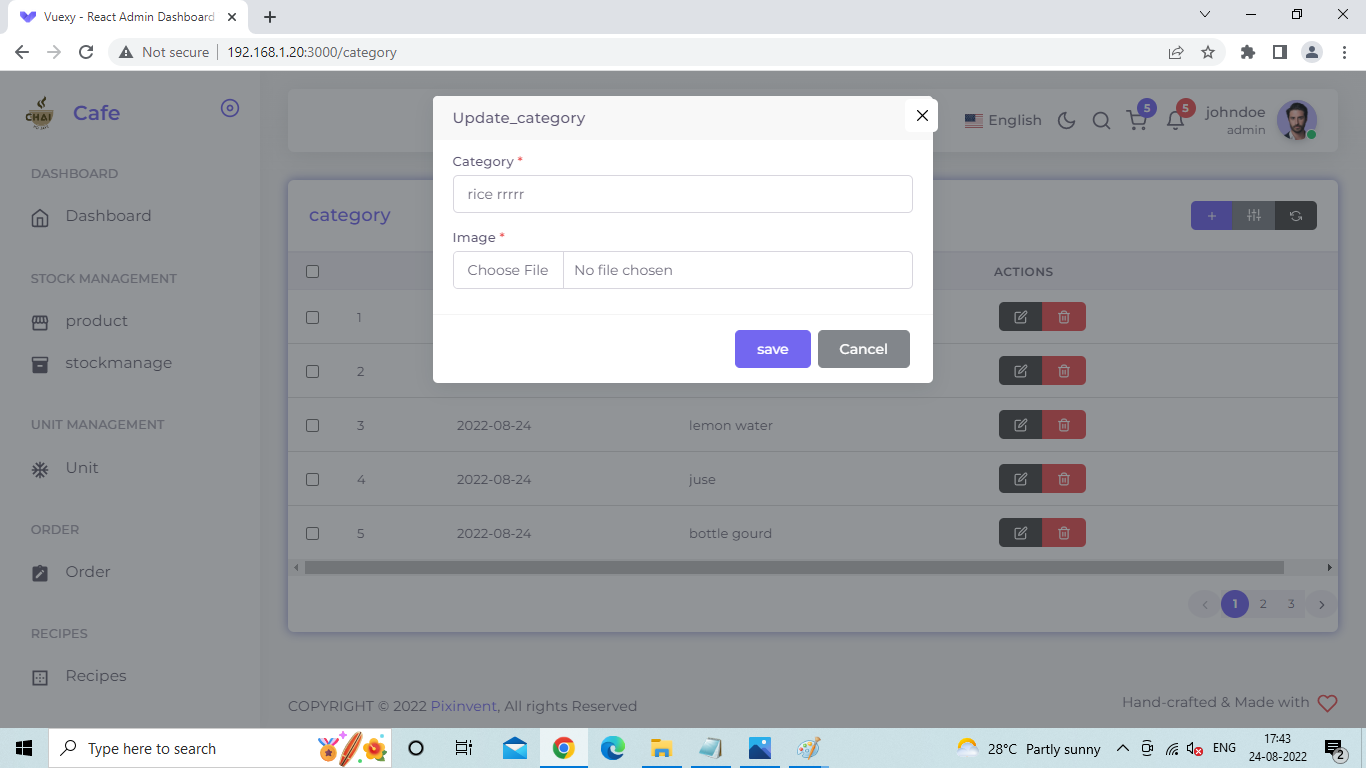 Vuexy - React Admin Dashboard
Not secure
192.168.1.20:3000/category
CHAI
Cafe
DASHBOARD
Dashboard
STOCK MANAGEMENT
product
stockmanage
UNIT MANAGEMENT
Unit
ORDER
Order
RECIPES
Recipes
English
5
5
johndoe
admin
category
Update_category
Category *
rice rrrrr
Image *
Choose File
No file chosen
save
Cancel
ACTIONS
1
2
3 2022-08-24 lemon water
4 2022-08-24 juse
5 2022-08-24 bottle gourd
1 2 3
COPYRIGHT © 2022 Pixinvent, All rights Reserved
Hand-crafted & Made with
Type here to search
28°C Partly sunny
ENG
17:43
24-08-2022
2